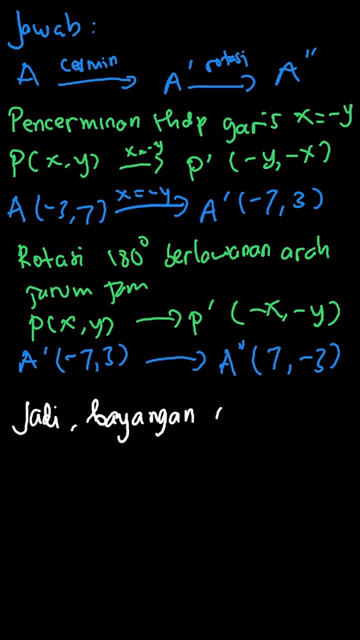 Jawab :
A cermin → A' rotasi → A"
Pencerminan thdp garis x=-y
P(x,y) x=-y → P' (-y,-x)
A(-3,7) x=-y → A'(-7,3)
Rotasi 180° berlawanan arah
jarum jam
P(x,y) → P' (-x,-y)
A'(-7,3) → A"(7,-3)
Jadi, bayangan